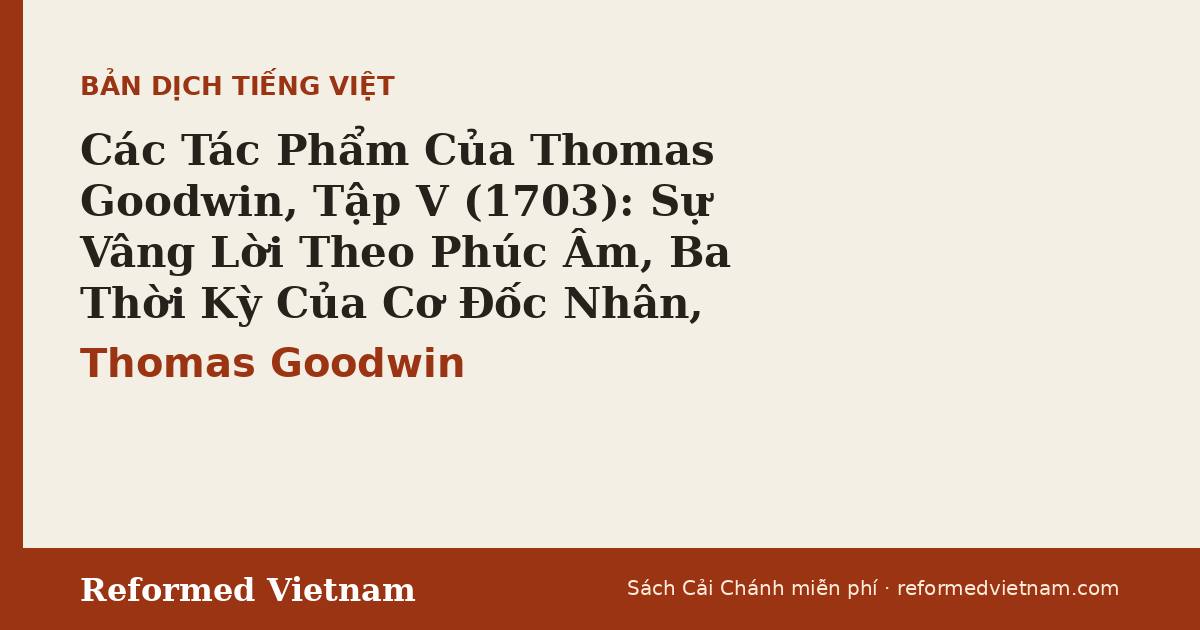 BẢN DỊCH TIẾNG VIỆT
Các Tác Phẩm Của Thomas
Goodwin, Tập V (1703): Sự
Vâng Lời Theo Phúc Âm, Ba
Thời Kỳ Của Cơ Đốc Nhân,
Thomas Goodwin
Reformed Vietnam
Sách Cải Chánh miễn phí · reformedvietnam.com